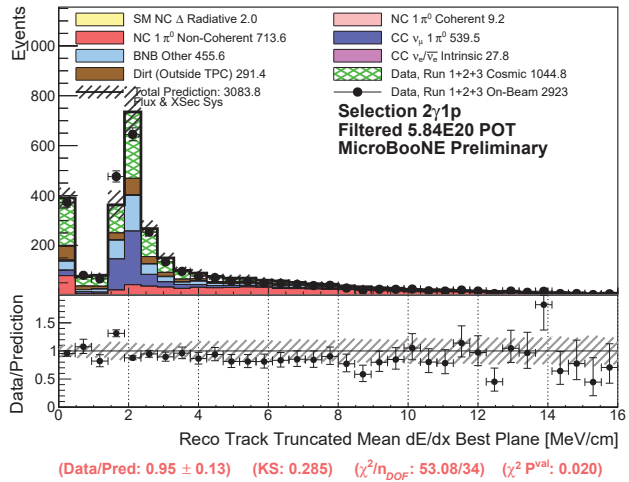 SM NC Δ Radiative 2.0
NC 1 π⁰ Coherent 9.2
NC 1 π⁰ Non-Coherent 713.6
CC ν_μ 1 π⁰ 539.5
BNB Other 455.6
CC ν_e/ν̅_e Intrinsic 27.8
Dirt (Outside TPC) 291.4
Data, Run 1+2+3 Cosmic 1044.8
Total Prediction: 3083.8
Flux & XSec Sys
Data, Run 1+2+3 On-Beam 2923
Selection 2γ1p
Filtered 5.84E20 POT
MicroBooNE Preliminary
Events
1000
800
600
400
200
Data/Prediction
1.5
1
0.5
0
0 2 4 6 8 10 12 14 16
Reco Track Truncated Mean dE/dx Best Plane [MeV/cm]
(Data/Pred: 0.95 ± 0.13) (KS: 0.285) (χ²/n_DOF: 53.08/34) (χ² P^val: 0.020)